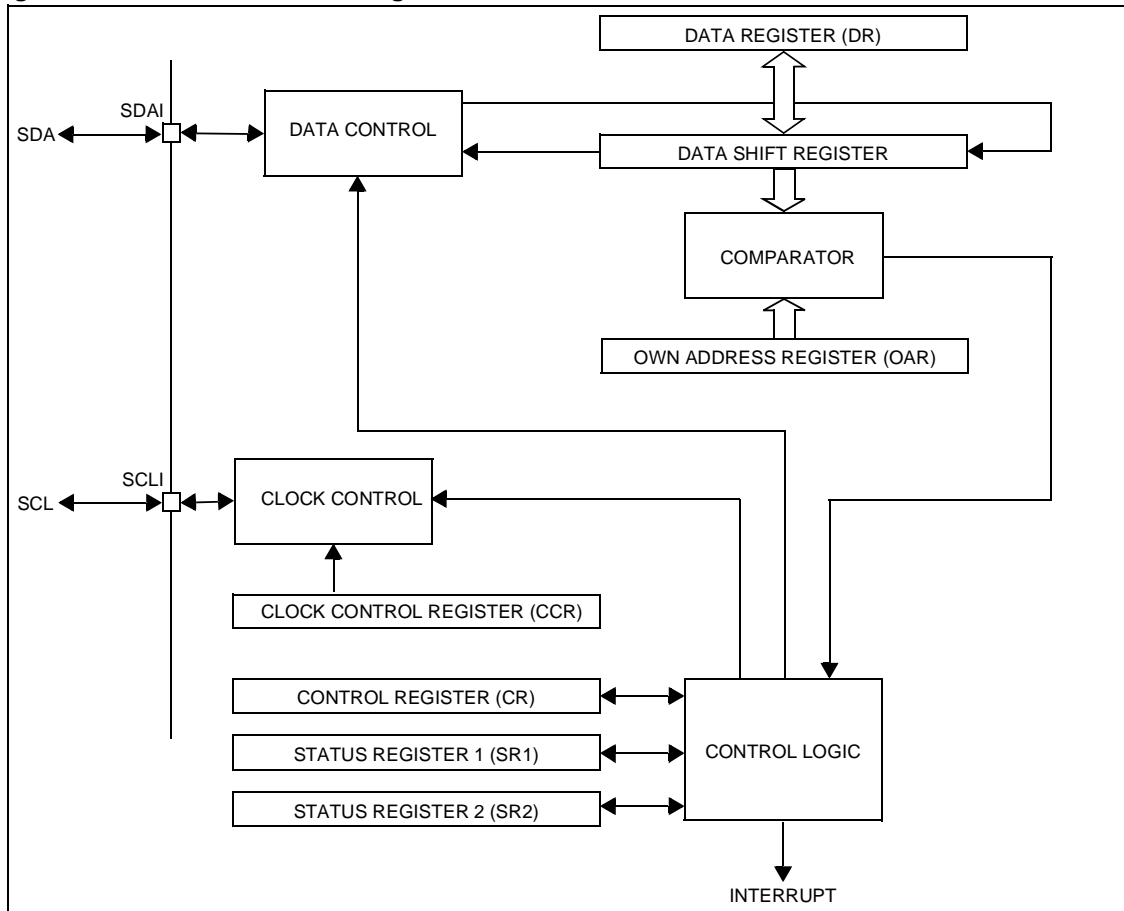 DATA REGISTER (DR)
SDAI
SDA
DATA CONTROL
DATA SHIFT REGISTER
COMPARATOR
OWN ADDRESS REGISTER (OAR)
SCLI
SCL
CLOCK CONTROL
CLOCK CONTROL REGISTER (CCR)
CONTROL REGISTER (CR)
STATUS REGISTER 1 (SR1)
CONTROL LOGIC
STATUS REGISTER 2 (SR2)
INTERRUPT